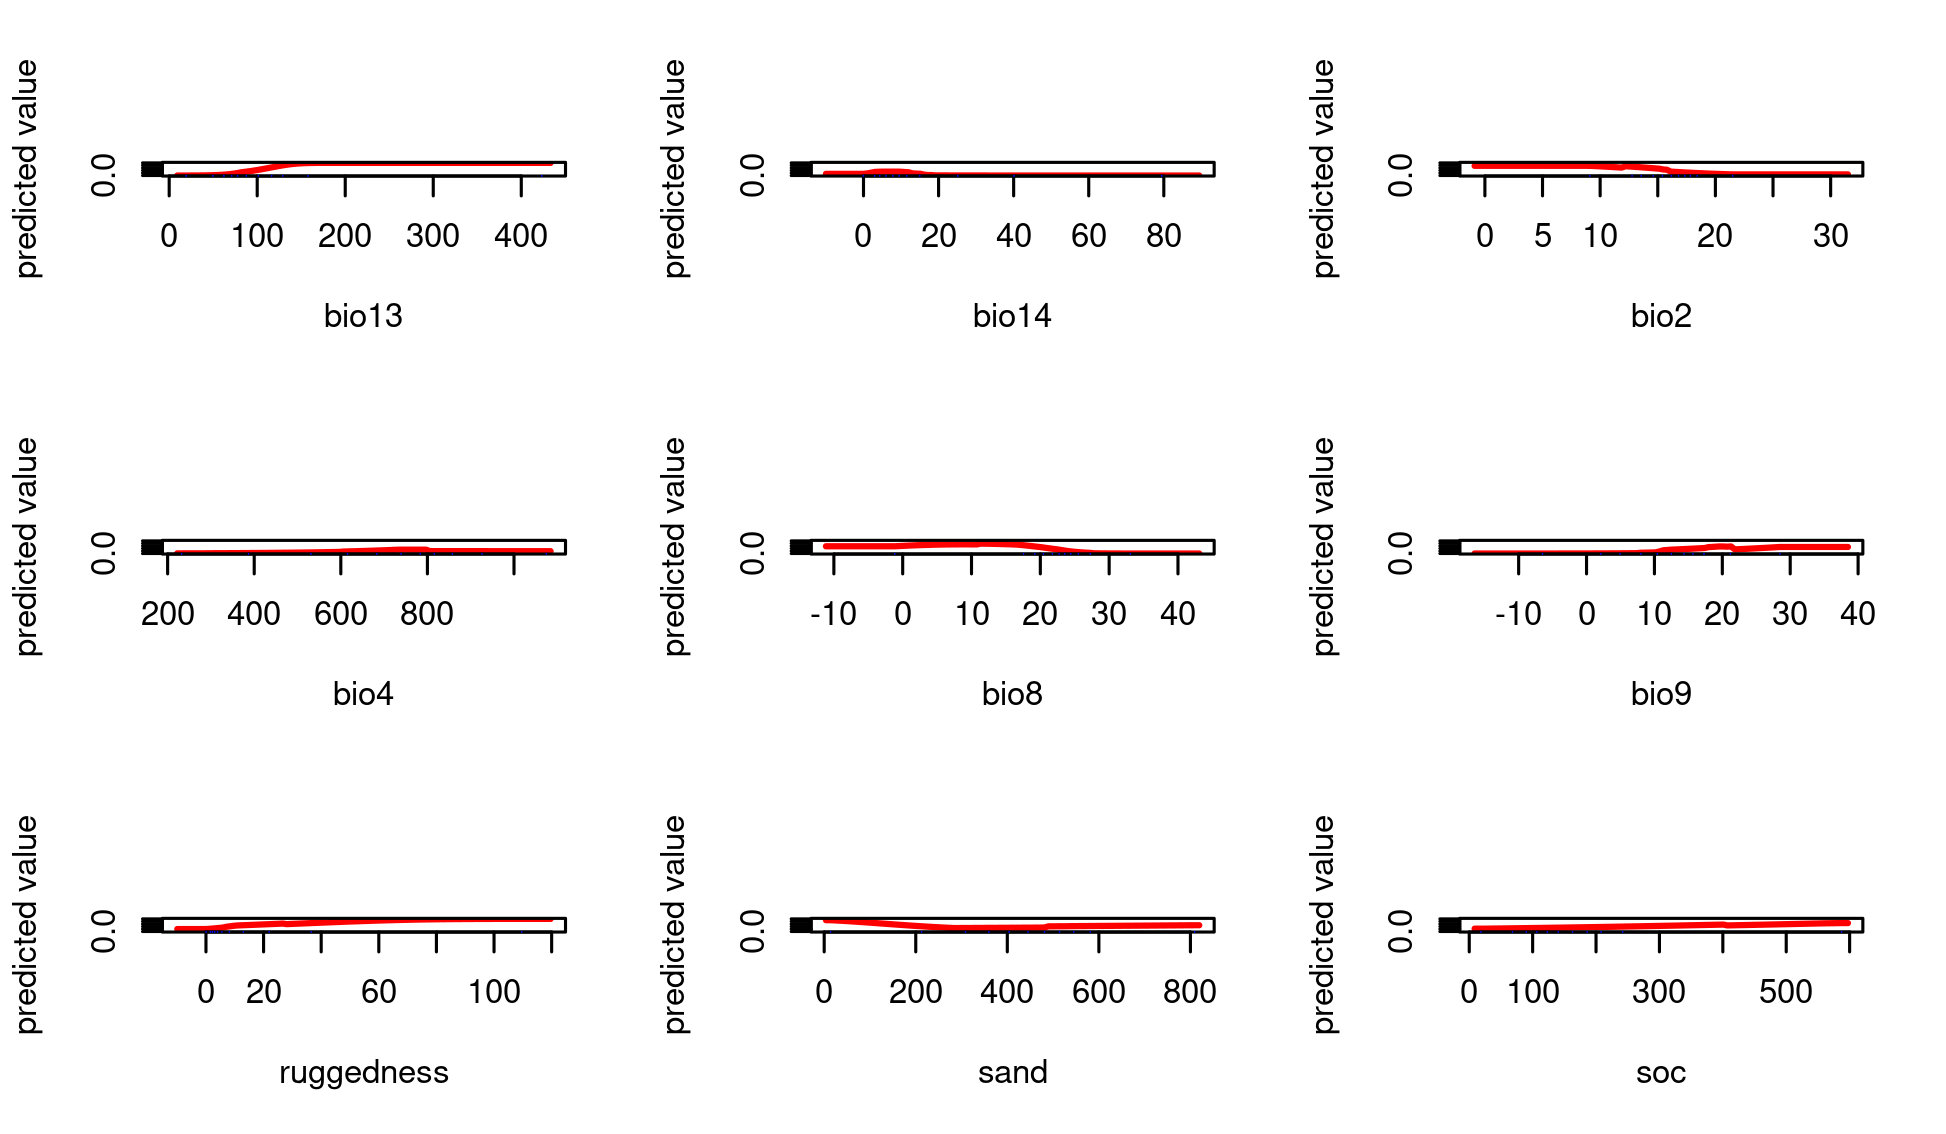 predicted value
0.0
0 100 200 300 400
bio13
predicted value
0.0
0 20 40 60 80
bio14
predicted value
0.0
0 5 10 20 30
bio2
predicted value
0.0
200 400 600 800
bio4
predicted value
0.0
-10 0 10 20 30 40
bio8
predicted value
0.0
-10 0 10 20 30 40
bio9
predicted value
0.0
0 20 60 100
ruggedness
predicted value
0.0
0 200 400 600 800
sand
predicted value
0.0
0 100 300 500
soc